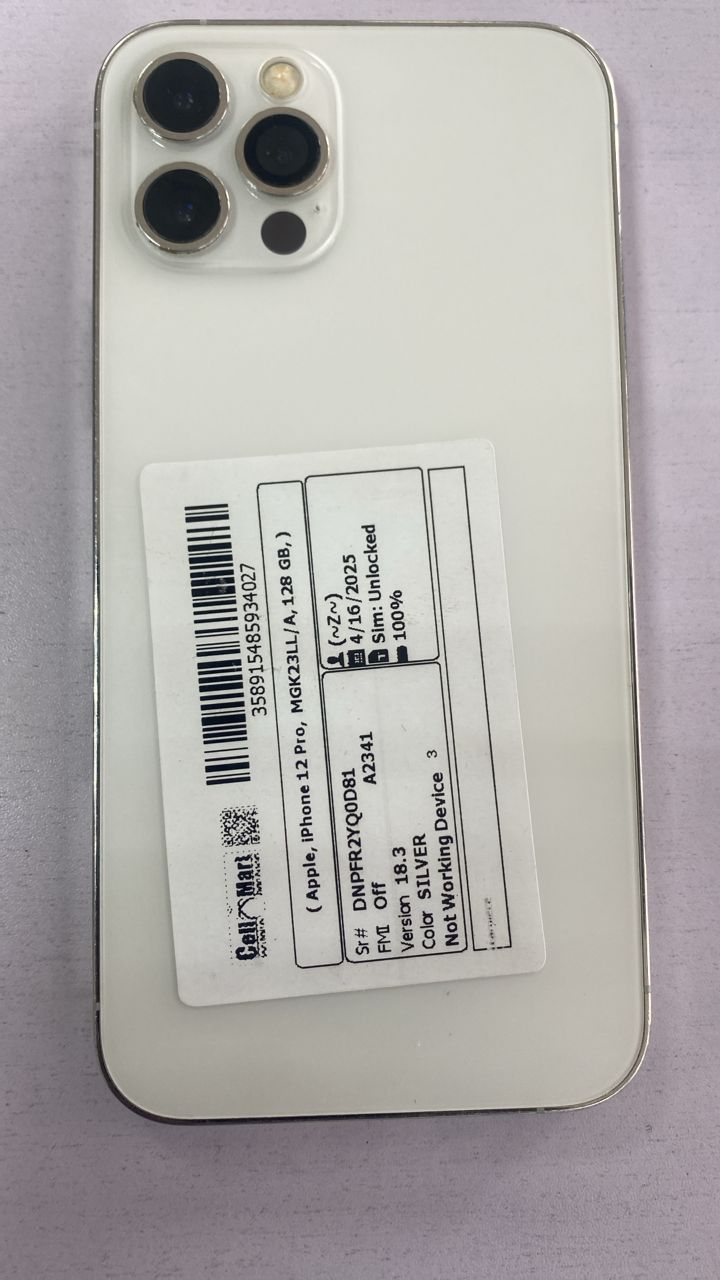 Cell Mart
358915485934027
( Apple, iPhone 12 Pro, MGK23LL/A, 128 GB, )
Sr# DNPFR2YQ0D81
FMI Off A2341
Version 18.3
Color SILVER
Not Working Device 3
(~Z~)
4/16/2025
Sim: Unlocked
100%